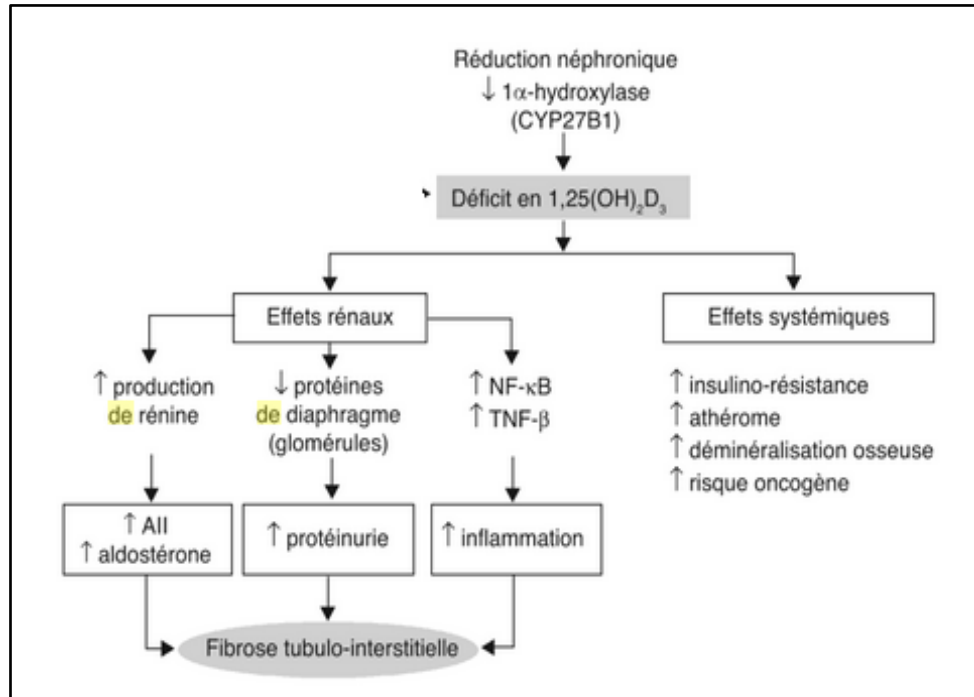 Réduction néphronique
↓ 1α-hydroxylase
(CYP27B1)
Déficit en 1,25(OH)₂D₃
Effets rénaux
Effets systémiques
↑ production
de rénine
↓ protéines
de diaphragme
(glomérules)
↑ NF-κB
↑ TNF-β
↑ insulino-résistance
↑ athérome
↑ déminéralisation osseuse
↑ risque oncogène
↑ AII
↑ aldostérone
↑ protéinurie
↑ inflammation
Fibrose tubulo-interstitielle